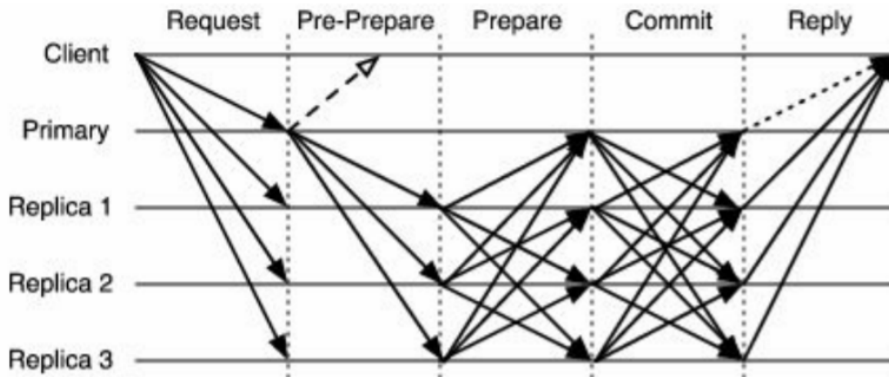 Request Pre-Prepare Prepare Commit Reply
Client
Primary
Replica 1
Replica 2
Replica 3